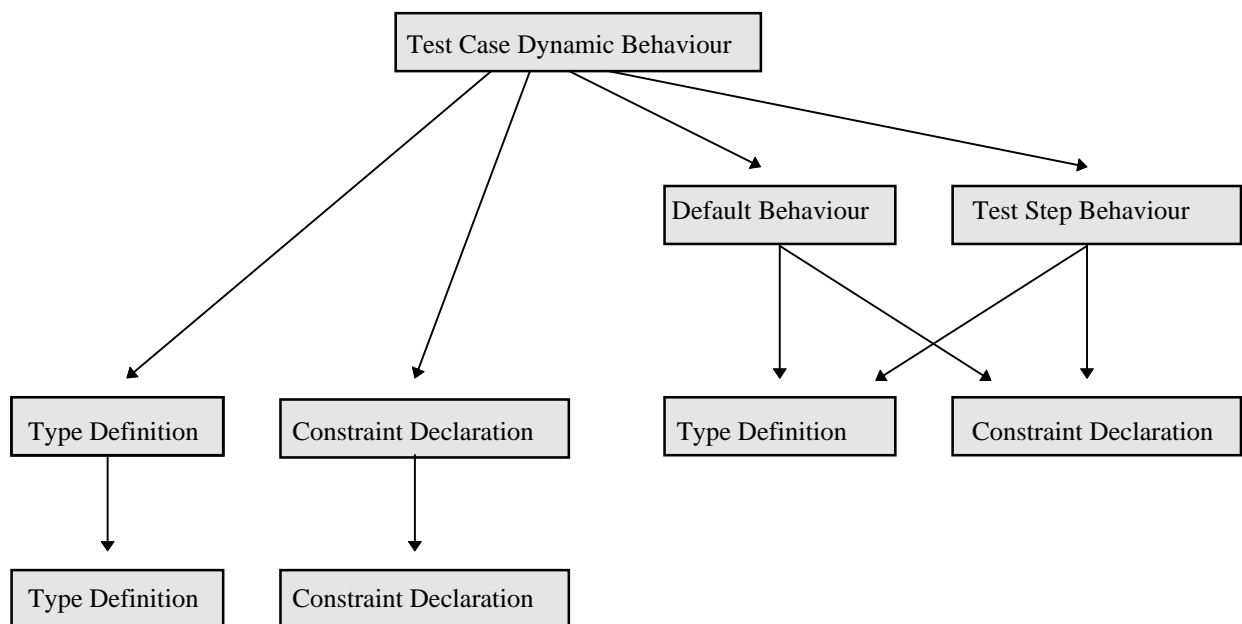 Test Case Dynamic Behaviour
Default Behaviour
Test Step Behaviour
Type Definition
Constraint Declaration
Type Definition
Constraint Declaration
Type Definition
Constraint Declaration